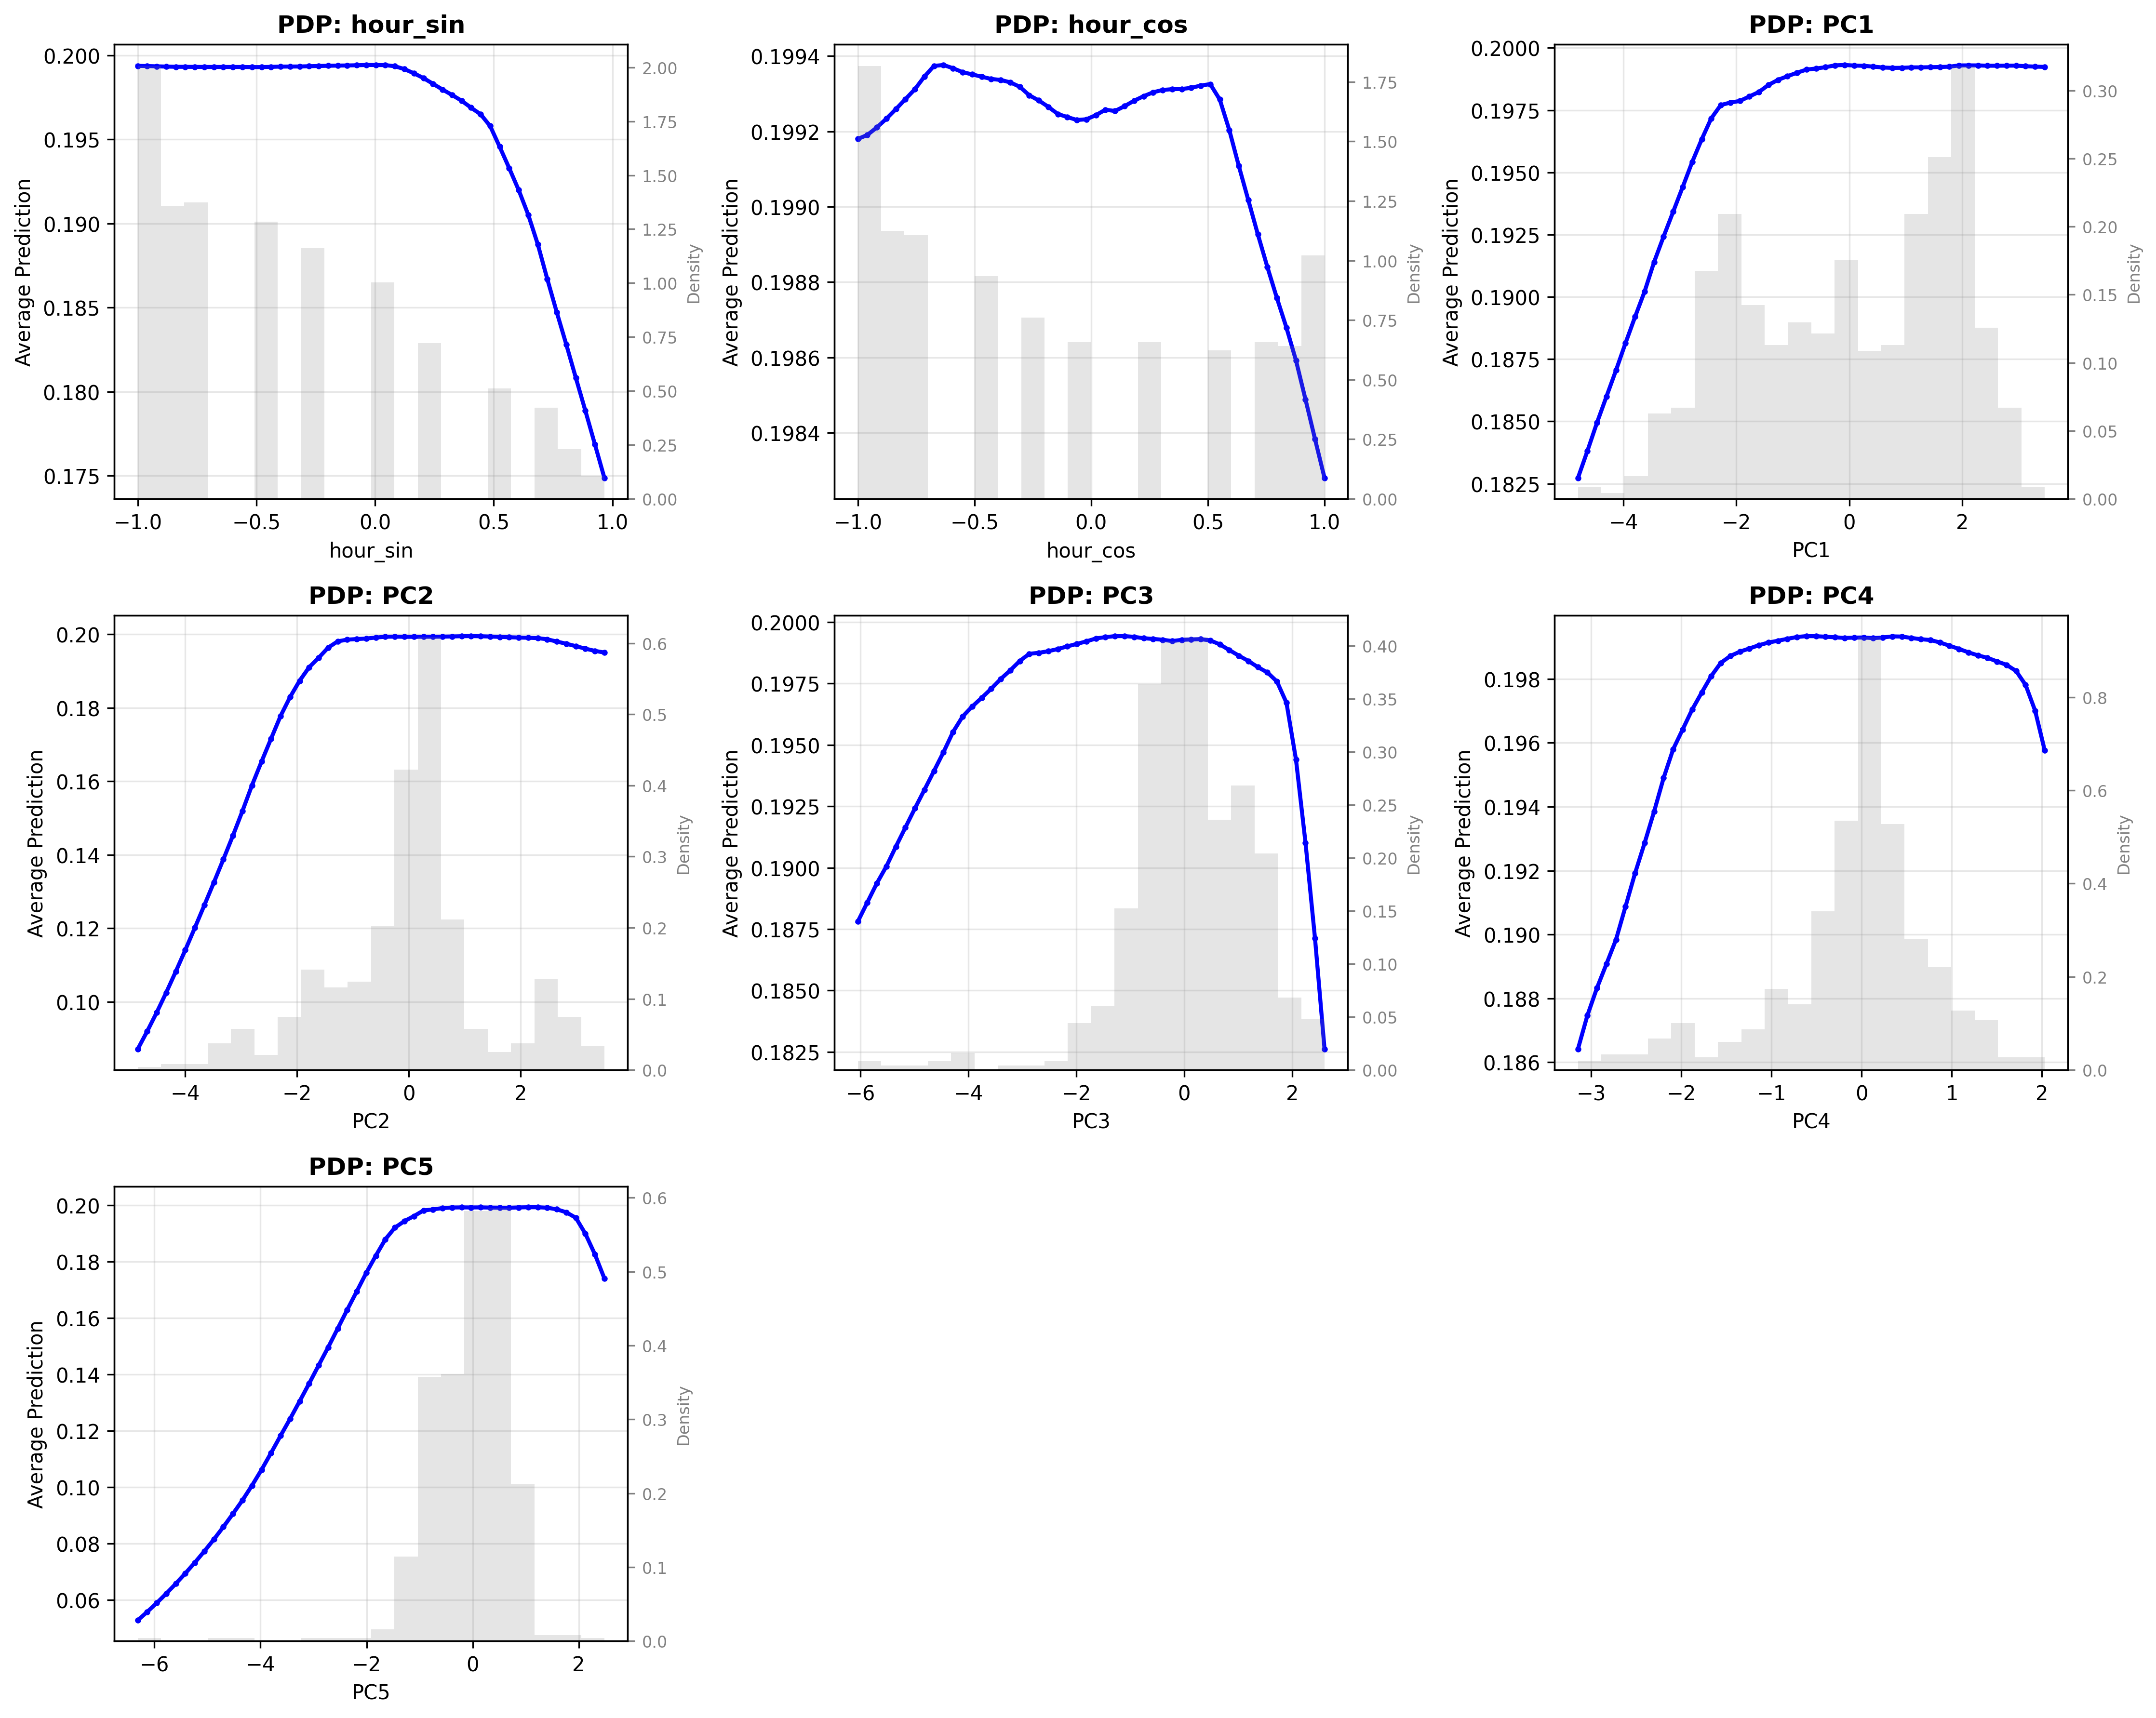 PDP: hour_sin
0.200
0.195
0.190
0.185
0.180
0.175
Average Prediction
2.00
1.75
1.50
1.25
1.00
0.75
0.50
0.25
0.00
Density
−1.0 −0.5 0.0 0.5 1.0
hour_sin
PDP: hour_cos
0.1994
0.1992
0.1990
0.1988
0.1986
0.1984
Average Prediction
1.75
1.50
1.25
1.00
0.75
0.50
0.25
0.00
Density
−1.0 −0.5 0.0 0.5 1.0
hour_cos
PDP: PC1
0.2000
0.1975
0.1950
0.1925
0.1900
0.1875
0.1850
0.1825
Average Prediction
0.30
0.25
0.20
0.15
0.10
0.05
0.00
Density
−4 −2 0 2
PC1
PDP: PC2
0.20
0.18
0.16
0.14
0.12
0.10
Average Prediction
0.6
0.5
0.4
0.3
0.2
0.1
0.0
Density
−4 −2 0 2
PC2
PDP: PC3
0.2000
0.1975
0.1950
0.1925
0.1900
0.1875
0.1850
0.1825
Average Prediction
0.40
0.35
0.30
0.25
0.20
0.15
0.10
0.05
0.00
Density
−6 −4 −2 0 2
PC3
PDP: PC4
0.198
0.196
0.194
0.192
0.190
0.188
0.186
Average Prediction
0.8
0.6
0.4
0.2
0.0
Density
−3 −2 −1 0 1 2
PC4
PDP: PC5
0.20
0.18
0.16
0.14
0.12
0.10
0.08
0.06
Average Prediction
0.6
0.5
0.4
0.3
0.2
0.1
0.0
Density
−6 −4 −2 0 2
PC5